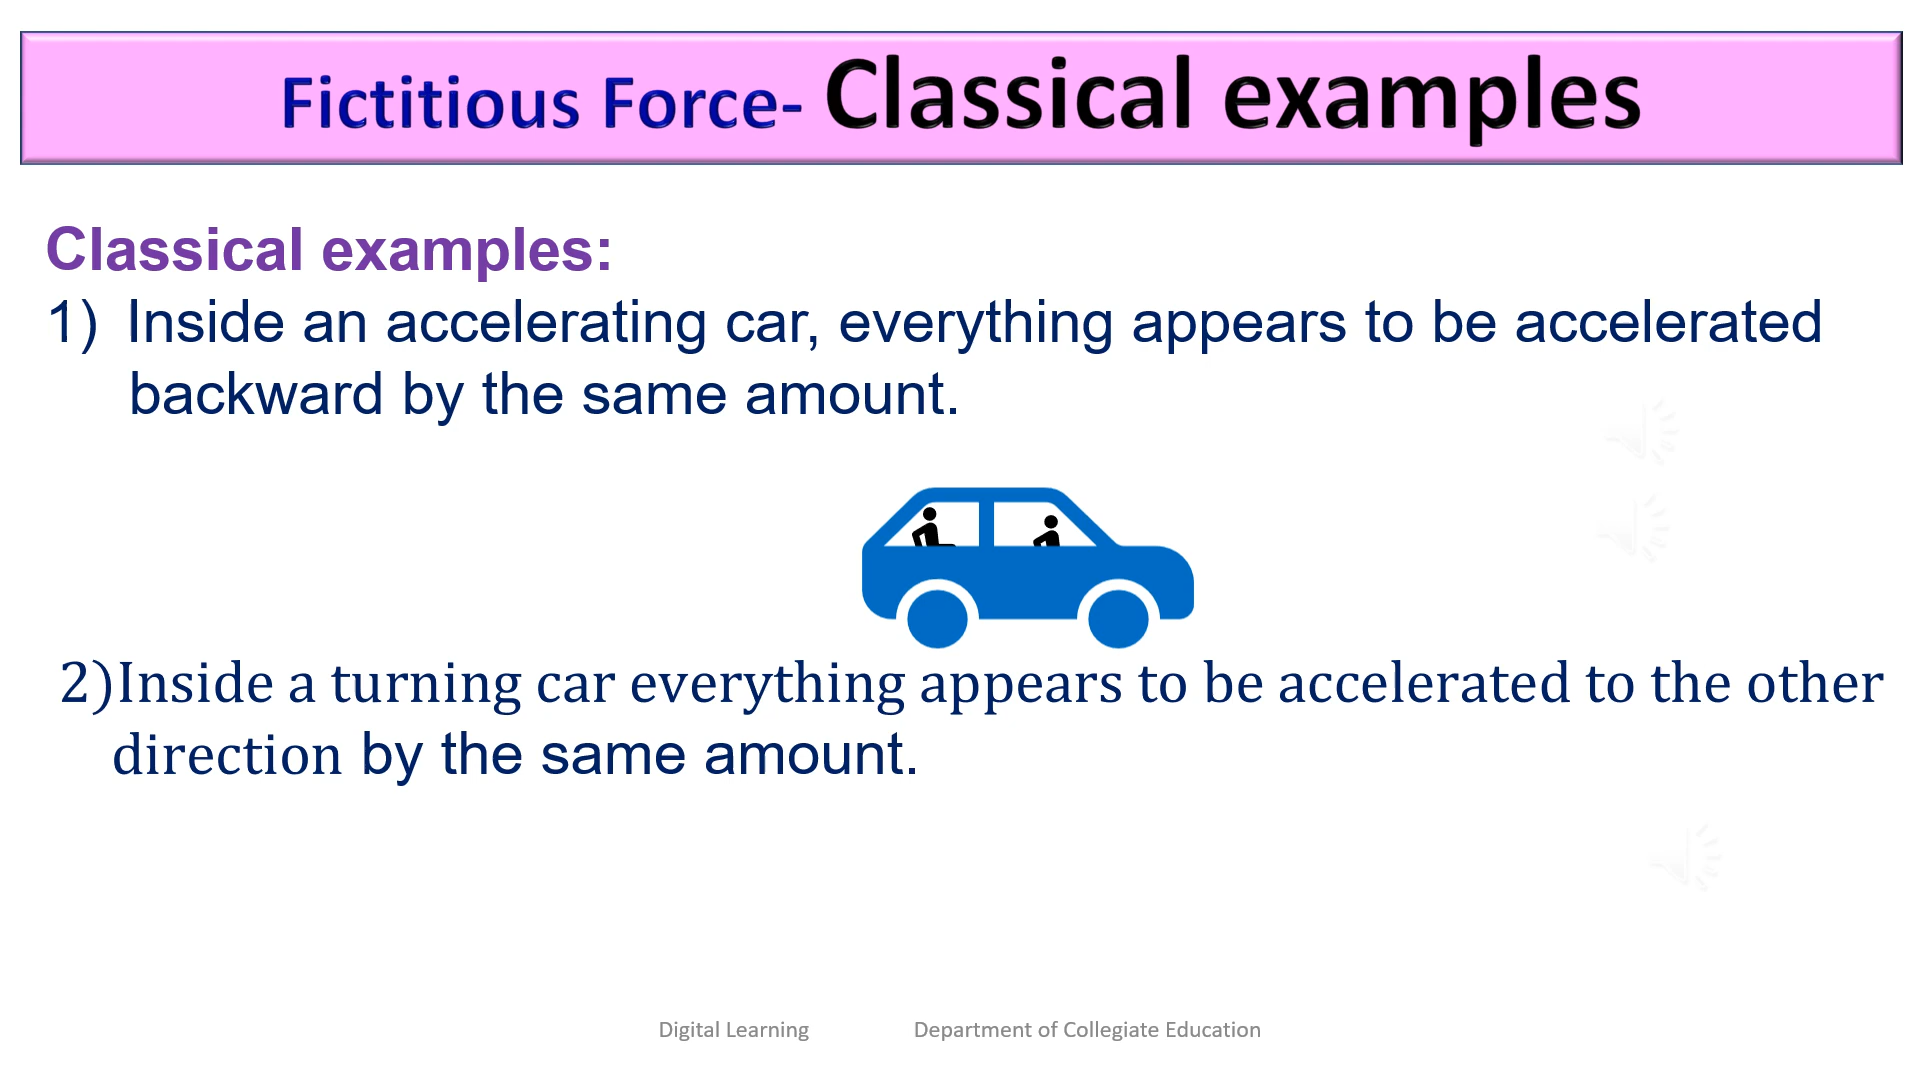 Fictitious Force- Classical examples
Classical examples:
1) Inside an accelerating car, everything appears to be accelerated
backward by the same amount.
2)Inside a turning car everything appears to be accelerated to the other
direction by the same amount.
Digital Learning Department of Collegiate Education